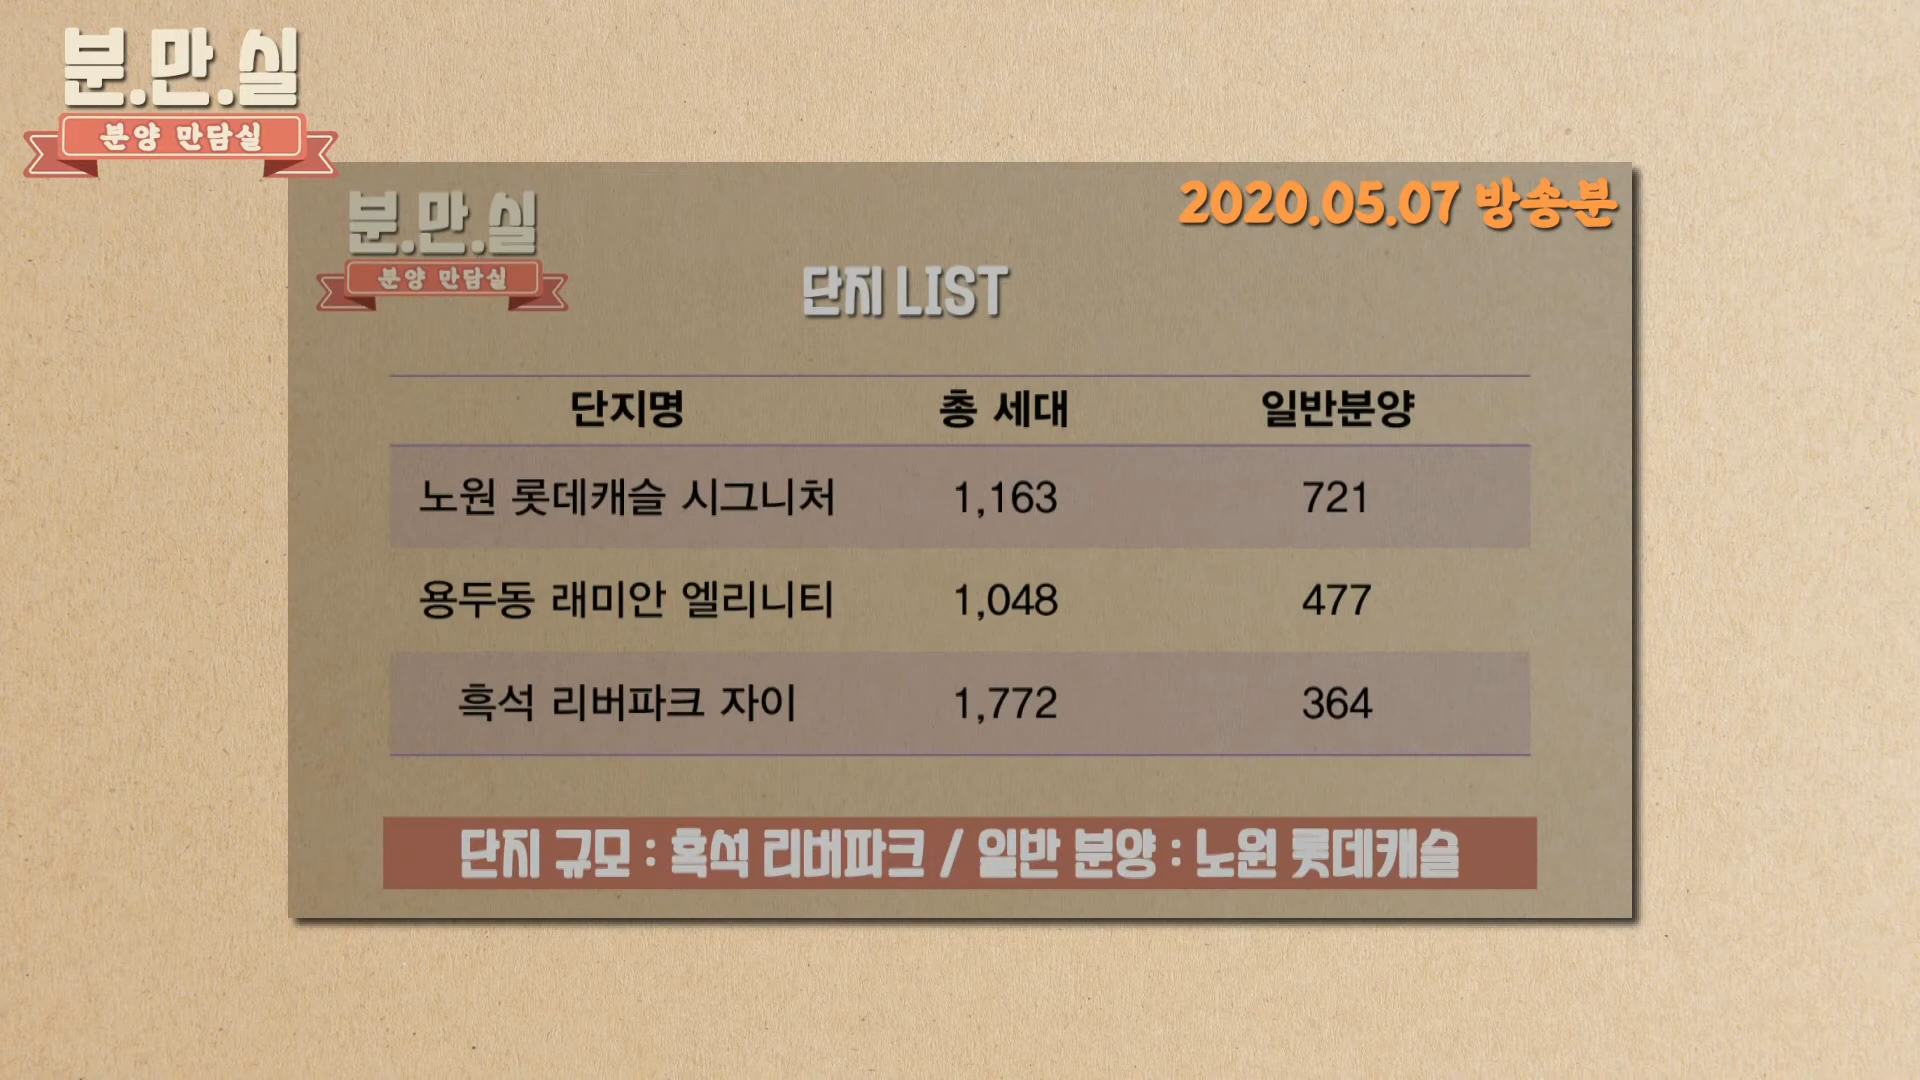 분.만.실
분양 만담실
2020.05.07 방송분
분.만.실
분양 만담실
단지 LIST
단지명 총 세대 일반분양
노원 롯데캐슬 시그니처 1,163 721
용두동 래미안 엘리니티 1,048 477
흑석 리버파크 자이 1,772 364
단지 규모 : 흑석 리버파크 / 일반 분양 : 노원 롯데캐슬